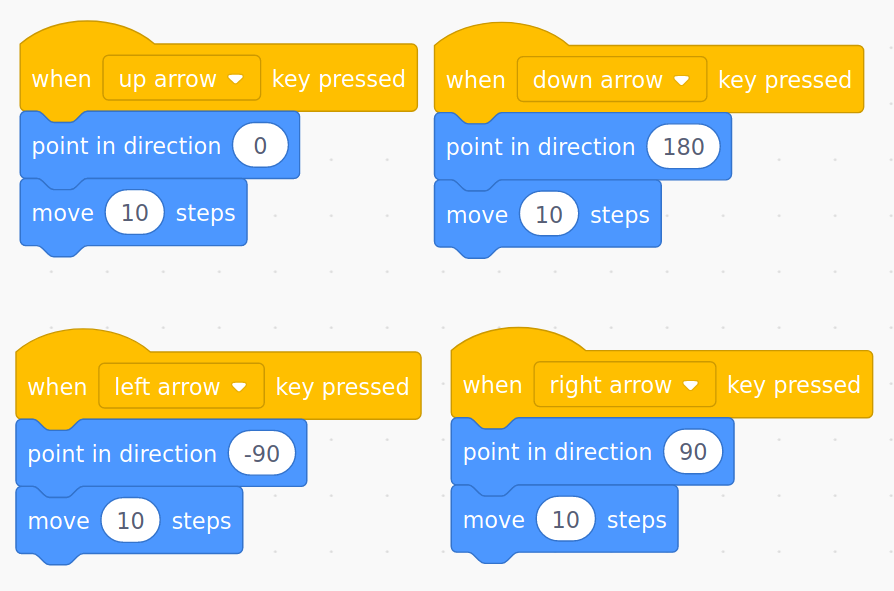 when up arrow key pressed
point in direction 0
move 10 steps
when down arrow key pressed
point in direction 180
move 10 steps
when left arrow key pressed
point in direction -90
move 10 steps
when right arrow key pressed
point in direction 90
move 10 steps